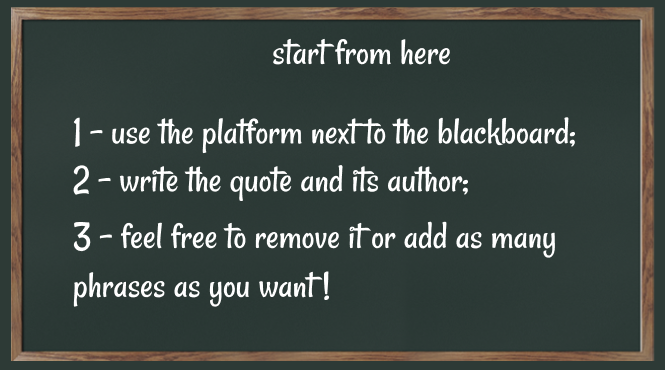 start from here
1 - use the platform next to the blackboard;
2 - write the quote and its author;
3 - feel free to remove it or add as many
phrases as you want!